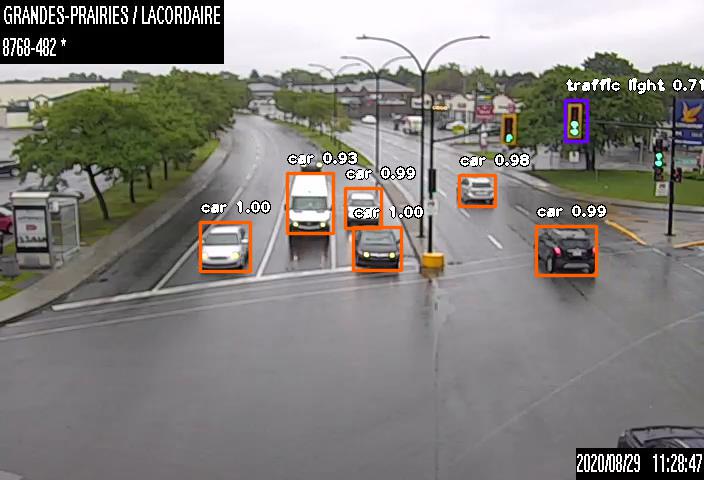 GRANDES-PRAIRIES / LACORDAIRE
8768-482 *
traffic light 0.71
car 0.93
car 0.98
car 0.99
car 1.00
car 1.00
car 0.99
2020/08/29 11:28:47